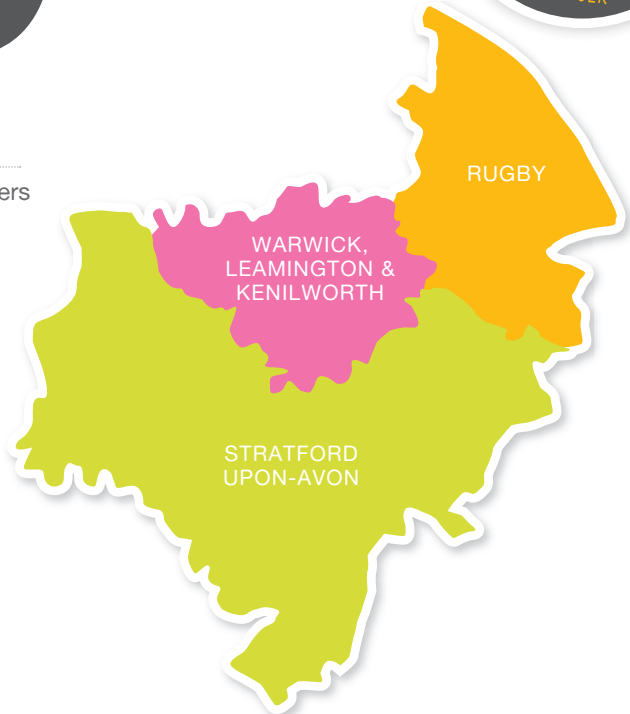 ers
RUGBY
WARWICK,
LEAMINGTON &
KENILWORTH
STRATFORD
UPON-AVON